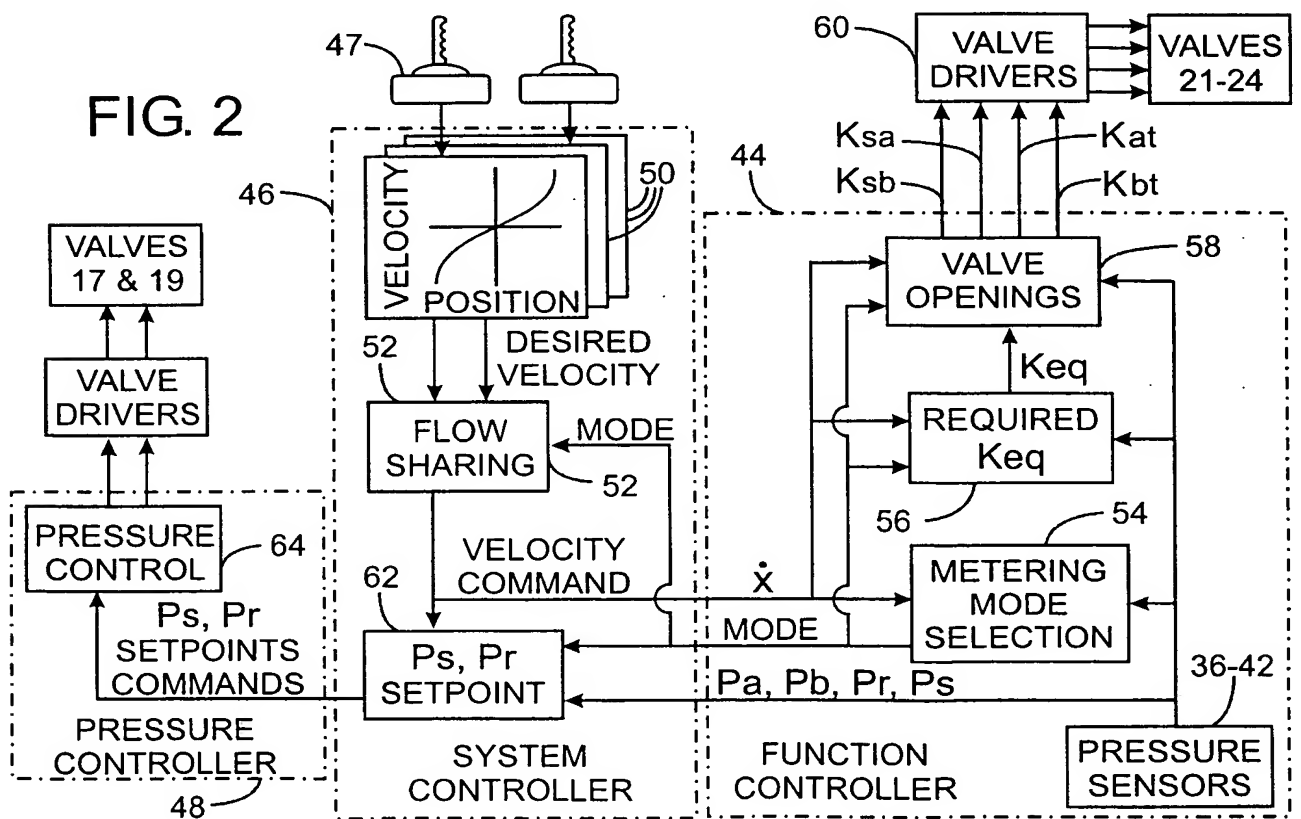 FIG. 2
47
60
VALVE
DRIVERS
VALVES
21-24
Ksa
Ksb
Kat
Kbt
46
VELOCITY
POSITION
50
44
VALVES
17 & 19
VALVE
DRIVERS
52
DESIRED
VELOCITY
FLOW
SHARING
52
MODE
VALVE
OPENINGS
58
Keq
REQUIRED
Keq
56
54
PRESSURE
CONTROL
64
VELOCITY
COMMAND
ẋ
METERING
MODE
SELECTION
MODE
62
Ps, Pr
SETPOINT
Ps, Pr
SETPOINTS
COMMANDS
Pa, Pb, Pr, Ps
36-42
PRESSURE
SENSORS
PRESSURE
CONTROLLER
48
SYSTEM
CONTROLLER
FUNCTION
CONTROLLER